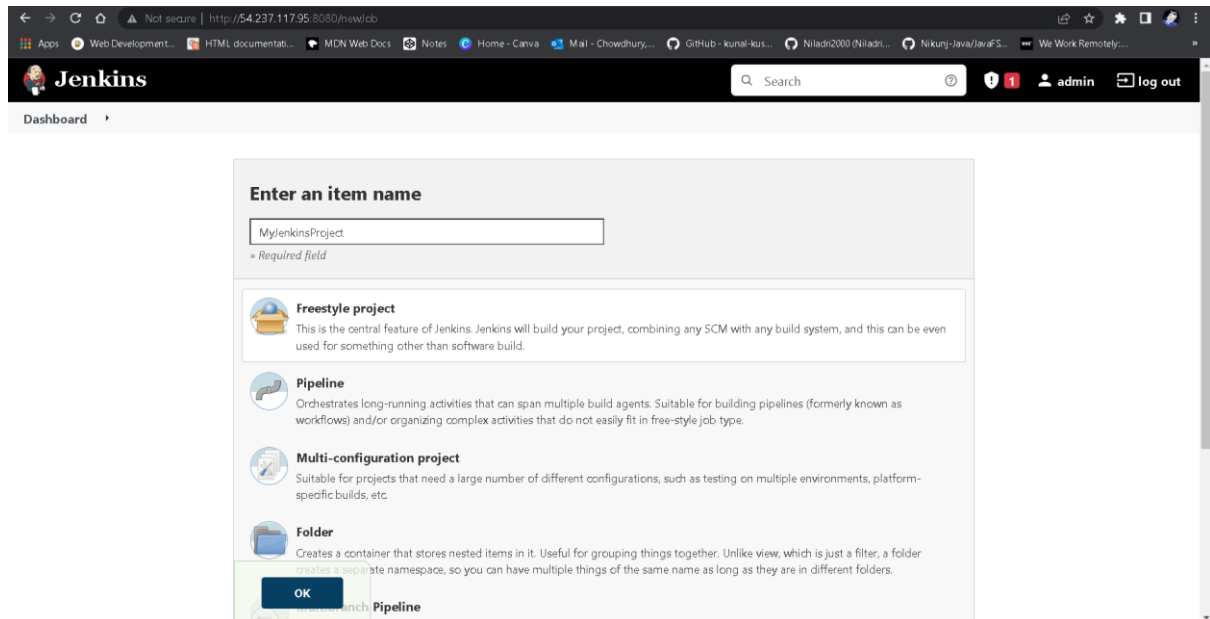 Not secure | http://54.237.117.95:8080/newJob
Apps Web Development... HTML documentati... MDN Web Docs Notes Home - Canva Mail - Chowdhury,... GitHub - kunal-kus... Niladri2000 (Niladri... Nikunj-Java/JavaFS... We Work Remotely:... »
Jenkins
Search
1
admin
log out
Dashboard
Enter an item name
MyJenkinsProject
» Required field
Freestyle project
This is the central feature of Jenkins. Jenkins will build your project, combining any SCM with any build system, and this can be even
used for something other than software build.
Pipeline
Orchestrates long-running activities that can span multiple build agents. Suitable for building pipelines (formerly known as
workflows) and/or organizing complex activities that do not easily fit in free-style job type.
Multi-configuration project
Suitable for projects that need a large number of different configurations, such as testing on multiple environments, platform-
specific builds, etc.
Folder
Creates a container that stores nested items in it. Useful for grouping things together. Unlike view, which is just a filter, a folder
creates a separate namespace, so you can have multiple things of the same name as long as they are in different folders.
OK
Multibranch Pipeline